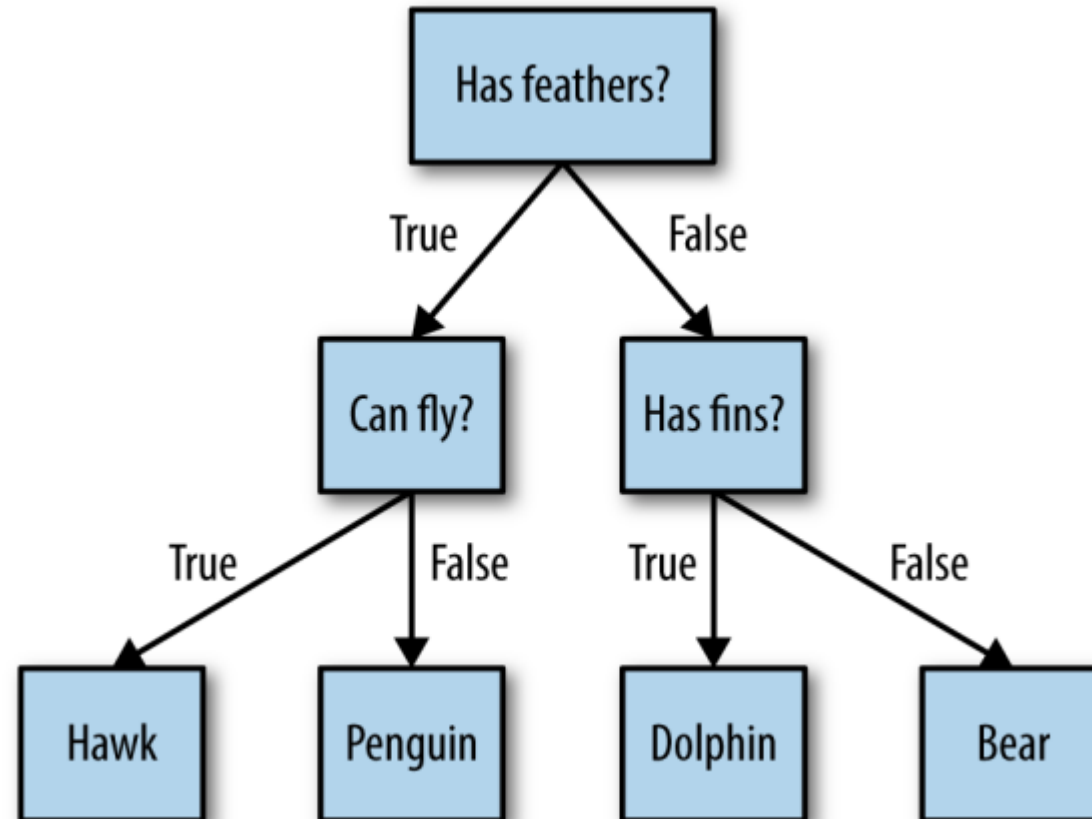 Has feathers?
True
False
Can fly?
Has fins?
True
False
True
False
Hawk
Penguin
Dolphin
Bear